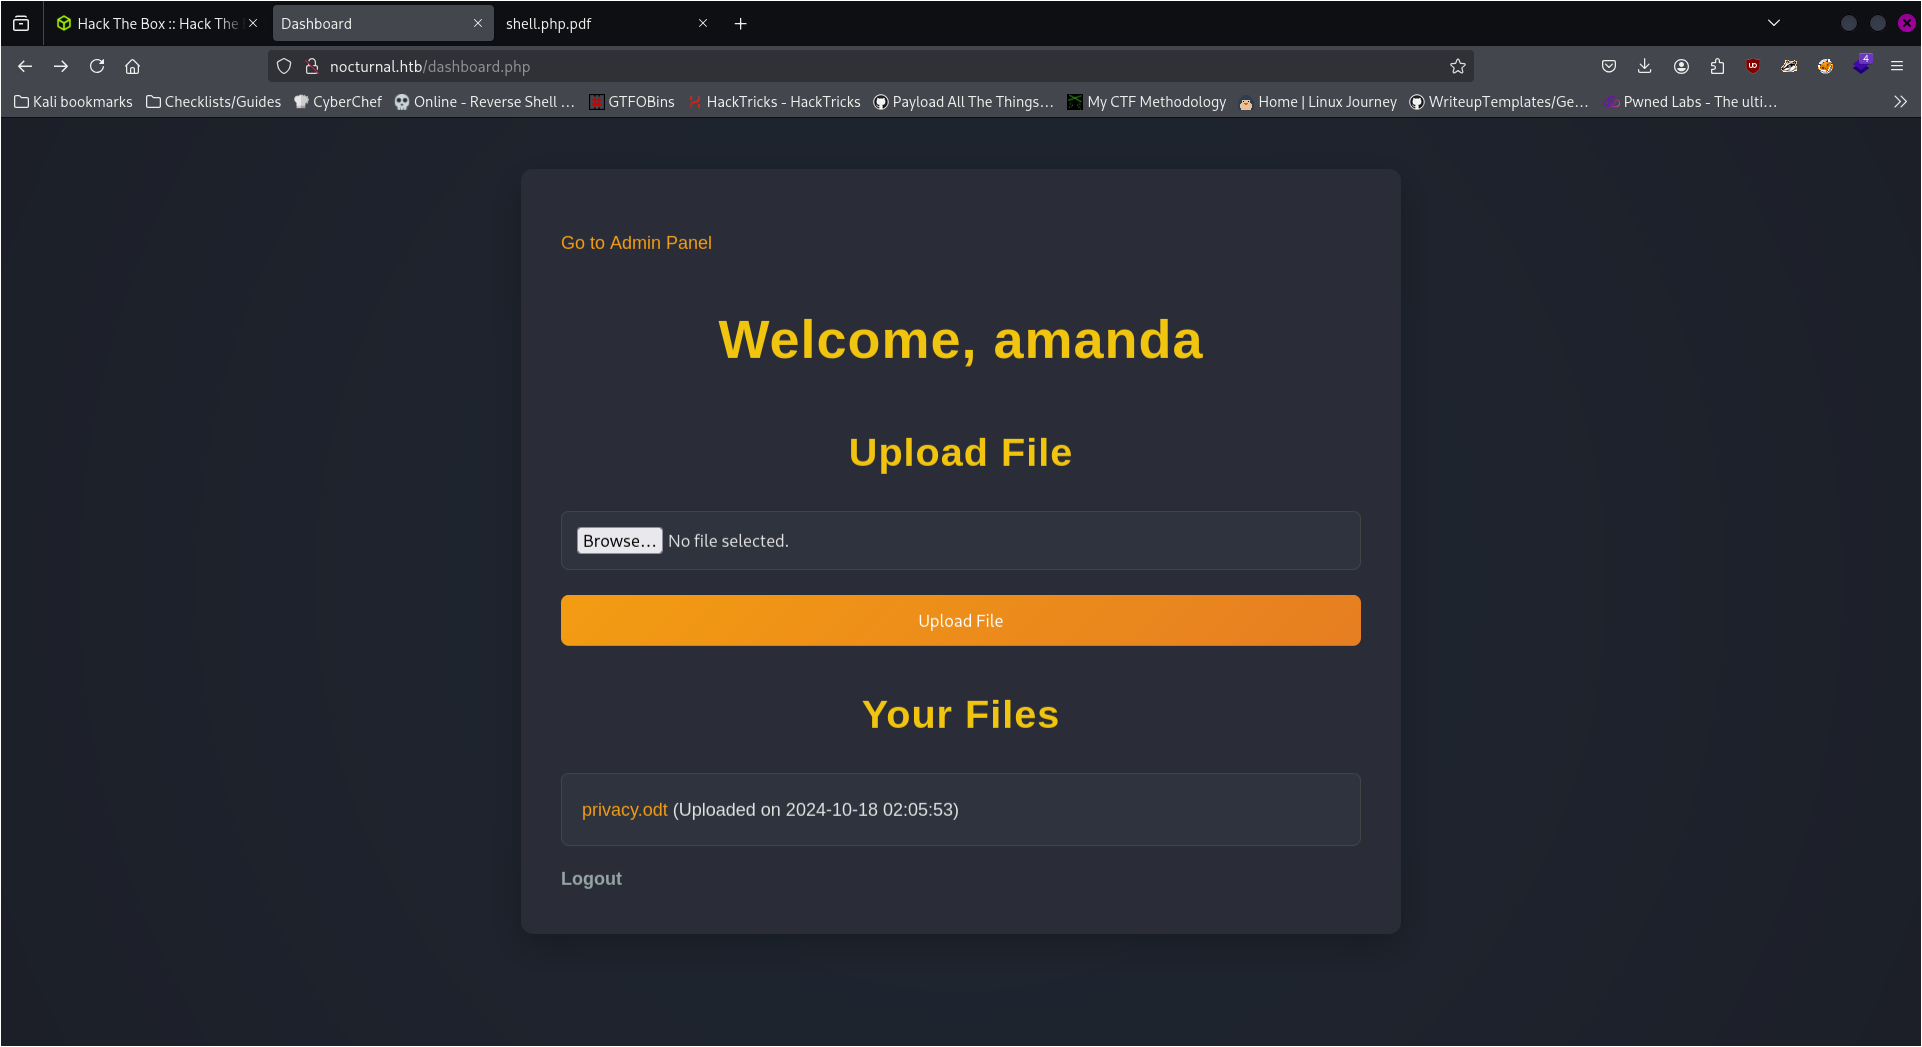 Hack The Box :: Hack The
Dashboard
shell.php.pdf
nocturnal.htb/dashboard.php
4
Kali bookmarks
Checklists/Guides
CyberChef
Online - Reverse Shell …
GTFOBins
HackTricks - HackTricks
Payload All The Things…
My CTF Methodology
Home | Linux Journey
WriteupTemplates/Ge…
Pwned Labs - The ulti…
Go to Admin Panel
Welcome, amanda
Upload File
Browse… No file selected.
Upload File
Your Files
privacy.odt (Uploaded on 2024-10-18 02:05:53)
Logout